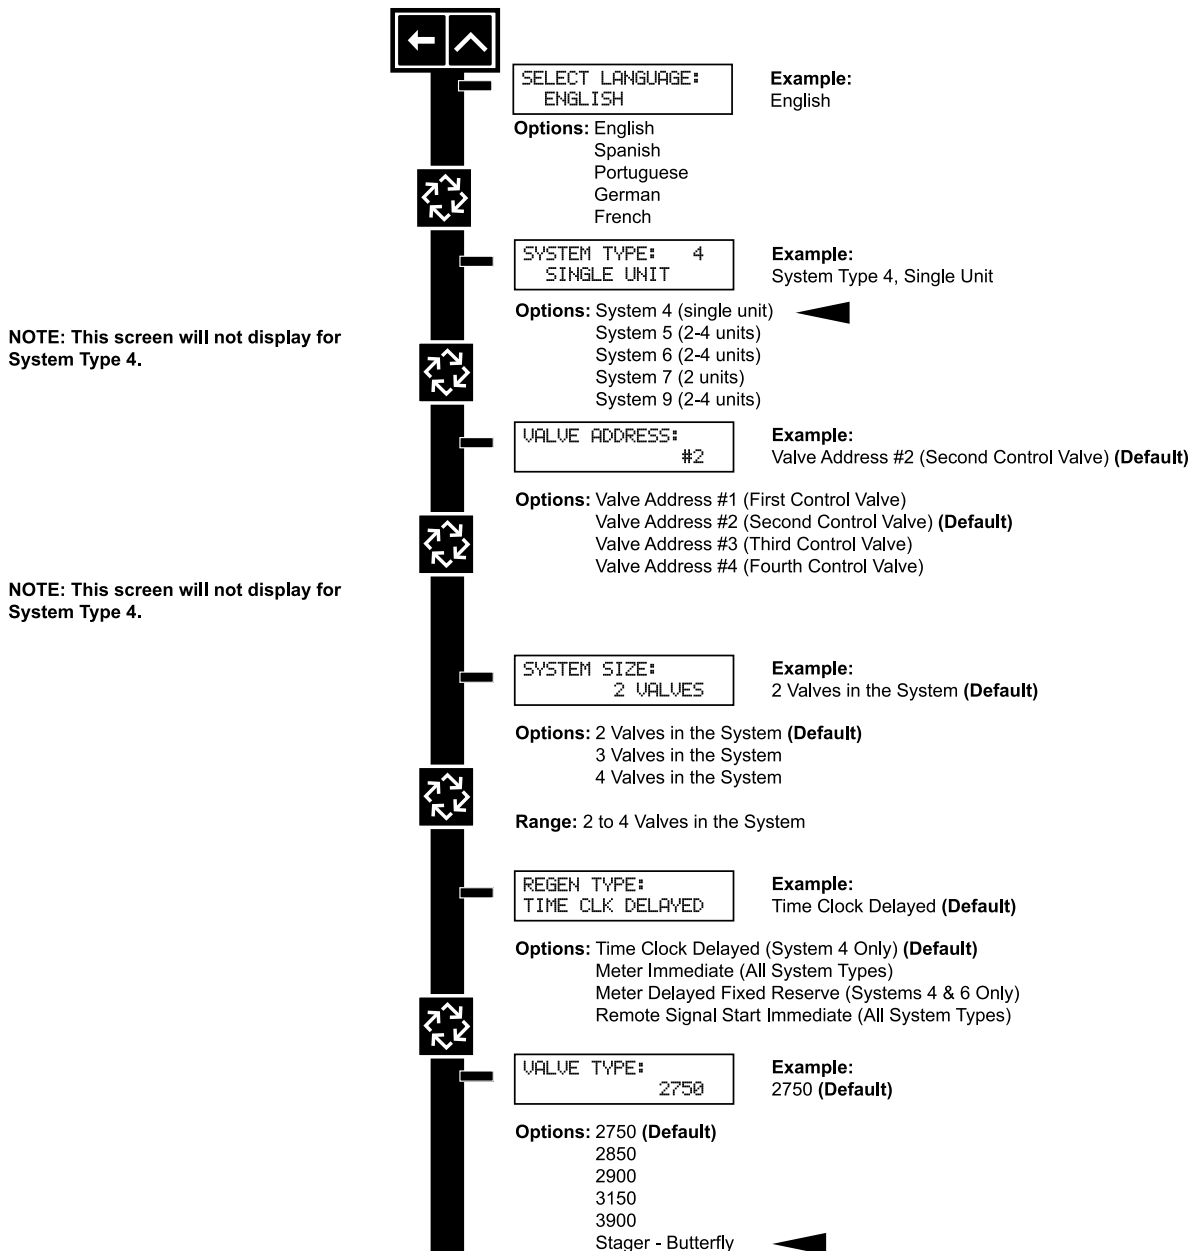 SELECT LANGUAGE:
ENGLISH
Example:
English
Options: English
Spanish
Portuguese
German
French
SYSTEM TYPE: 4
SINGLE UNIT
Example:
System Type 4, Single Unit
Options: System 4 (single unit)
System 5 (2-4 units)
System 6 (2-4 units)
System 7 (2 units)
System 9 (2-4 units)
NOTE: This screen will not display for
System Type 4.
VALVE ADDRESS:
#2
Example:
Valve Address #2 (Second Control Valve) (Default)
Options: Valve Address #1 (First Control Valve)
Valve Address #2 (Second Control Valve) (Default)
Valve Address #3 (Third Control Valve)
Valve Address #4 (Fourth Control Valve)
NOTE: This screen will not display for
System Type 4.
SYSTEM SIZE:
2 VALVES
Example:
2 Valves in the System (Default)
Options: 2 Valves in the System (Default)
3 Valves in the System
4 Valves in the System
Range: 2 to 4 Valves in the System
REGEN TYPE:
TIME CLK DELAYED
Example:
Time Clock Delayed (Default)
Options: Time Clock Delayed (System 4 Only) (Default)
Meter Immediate (All System Types)
Meter Delayed Fixed Reserve (Systems 4 & 6 Only)
Remote Signal Start Immediate (All System Types)
VALVE TYPE:
2750
Example:
2750 (Default)
Options: 2750 (Default)
2850
2900
3150
3900
Stager - Butterfly